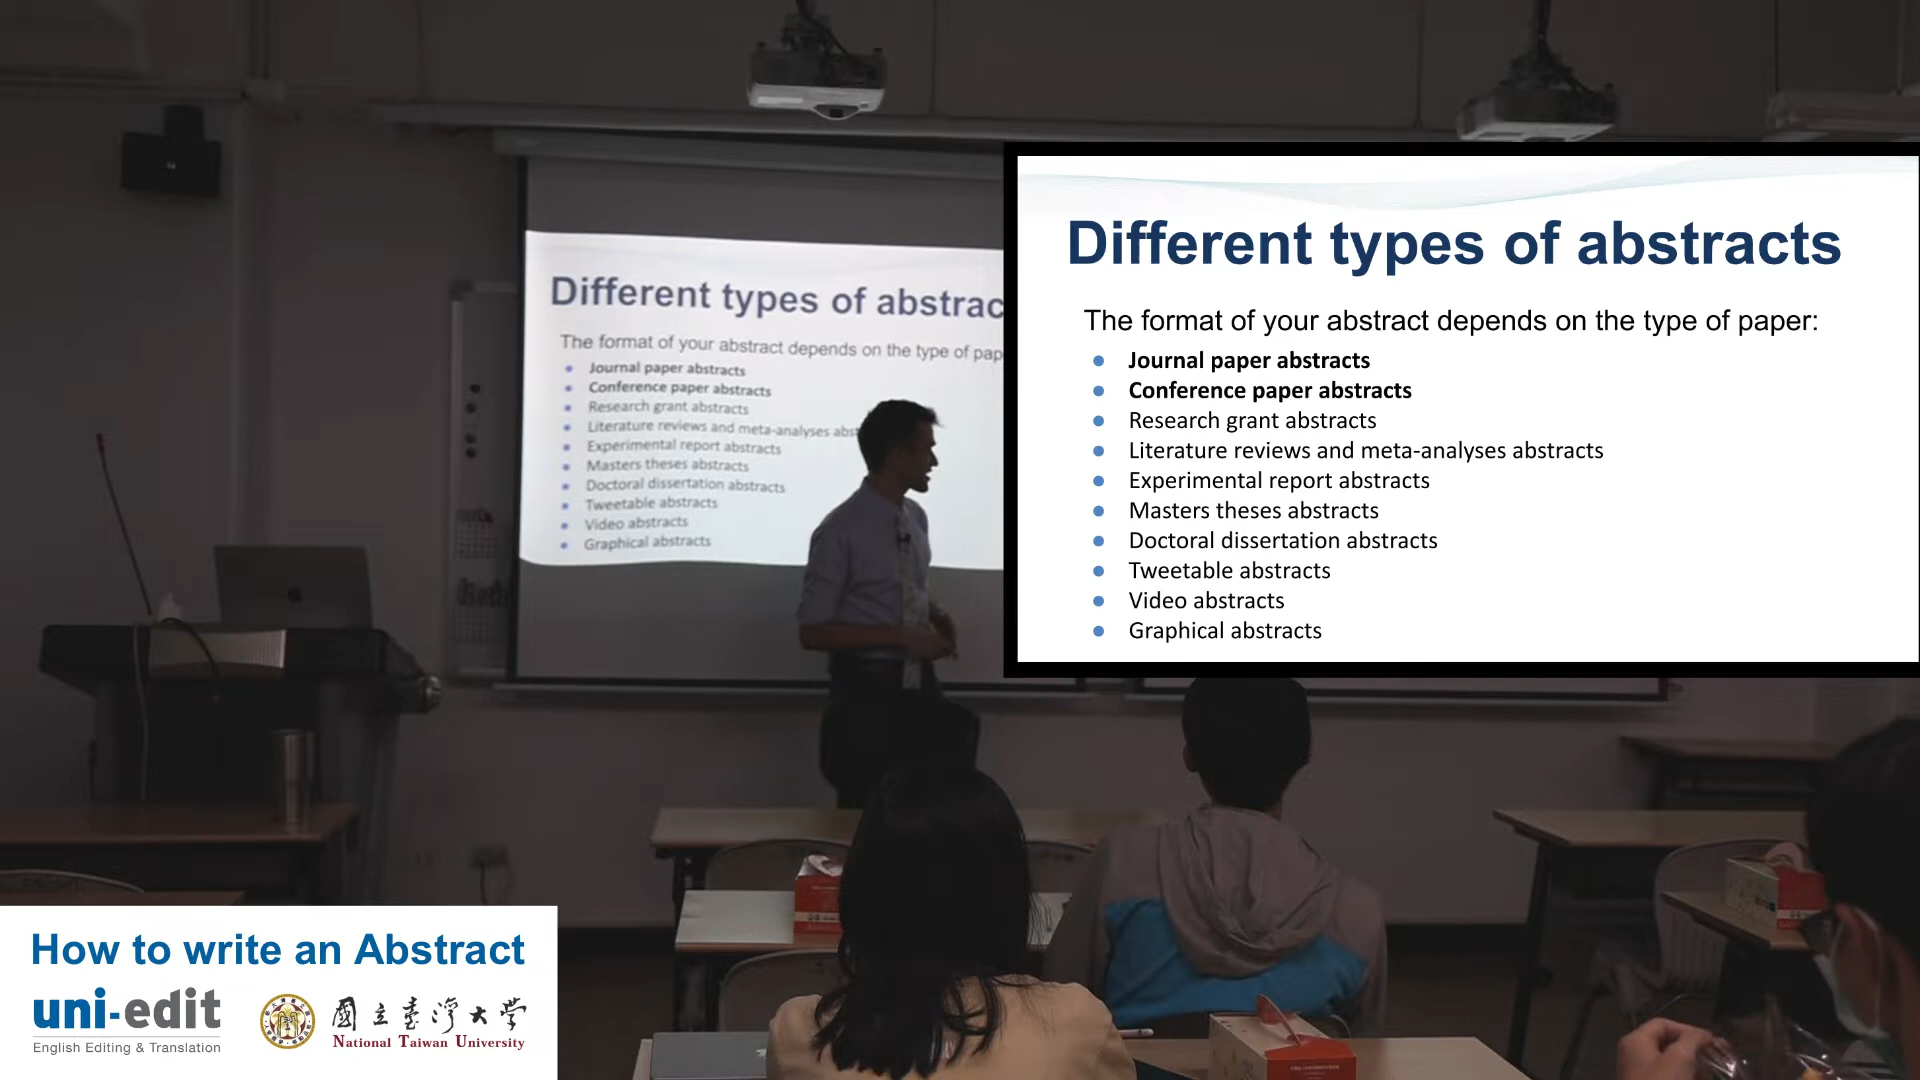 Different types of abstrac
The format of your abstract depends on the type of pap
Journal paper abstracts
Conference paper abstracts
Research grant abstracts
Literature reviews and meta-analyses abst
Experimental report abstracts
Masters theses abstracts
Doctoral dissertation abstracts
Tweetable abstracts
Video abstracts
Graphical abstracts
Different types of abstracts
The format of your abstract depends on the type of paper:
Journal paper abstracts
Conference paper abstracts
Research grant abstracts
Literature reviews and meta-analyses abstracts
Experimental report abstracts
Masters theses abstracts
Doctoral dissertation abstracts
Tweetable abstracts
Video abstracts
Graphical abstracts
How to write an Abstract
uni-edit
English Editing & Translation
國立臺灣大學
National Taiwan University